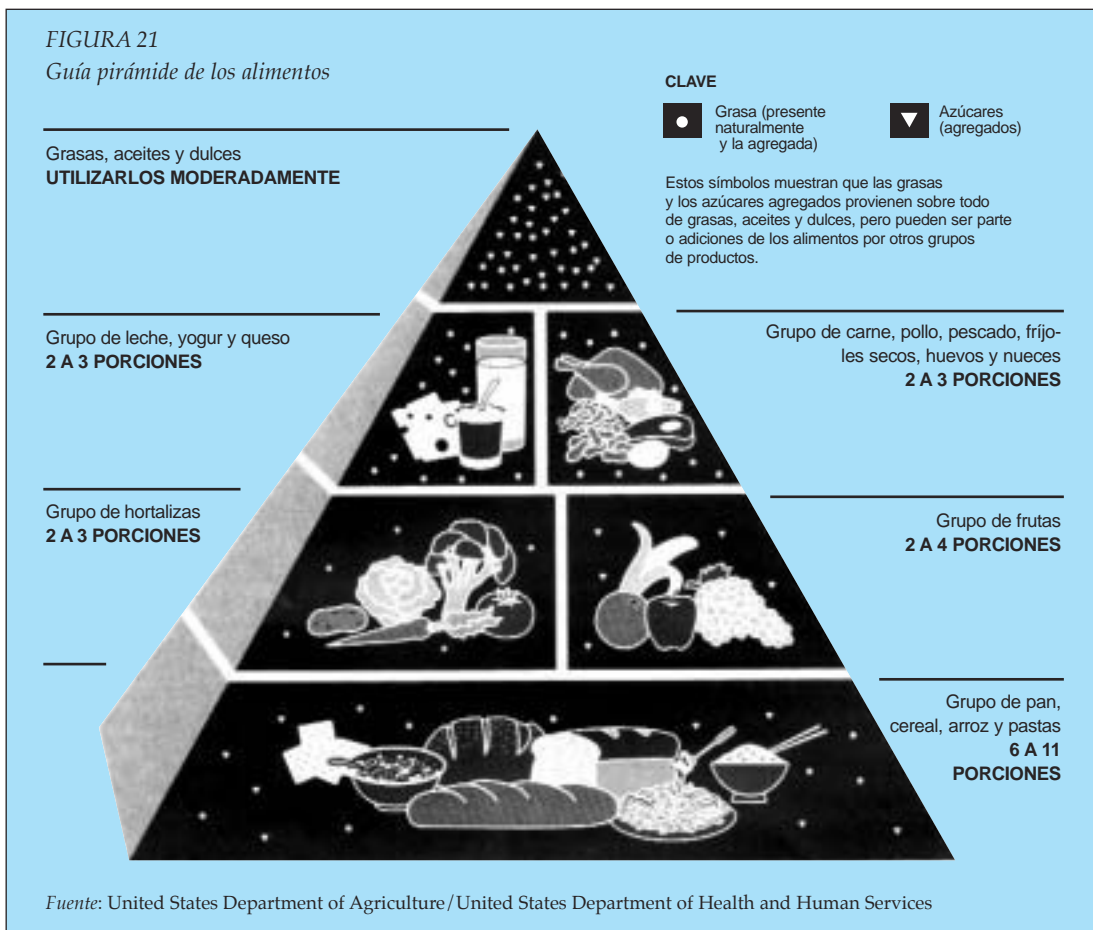 FIGURA 21
Guía pirámide de los alimentos
CLAVE
Grasa (presente
naturalmente
y la agregada)
Azúcares
(agregados)
Estos símbolos muestran que las grasas
y los azúcares agregados provienen sobre todo
de grasas, aceites y dulces, pero pueden ser parte
o adiciones de los alimentos por otros grupos
de productos.
Grasas, aceites y dulces
UTILIZARLOS MODERADAMENTE
Grupo de leche, yogur y queso
2 A 3 PORCIONES
Grupo de carne, pollo, pescado, fríjo-
les secos, huevos y nueces
2 A 3 PORCIONES
Grupo de hortalizas
2 A 3 PORCIONES
Grupo de frutas
2 A 4 PORCIONES
Grupo de pan,
cereal, arroz y pastas
6 A 11
PORCIONES
Fuente: United States Department of Agriculture/United States Department of Health and Human Services